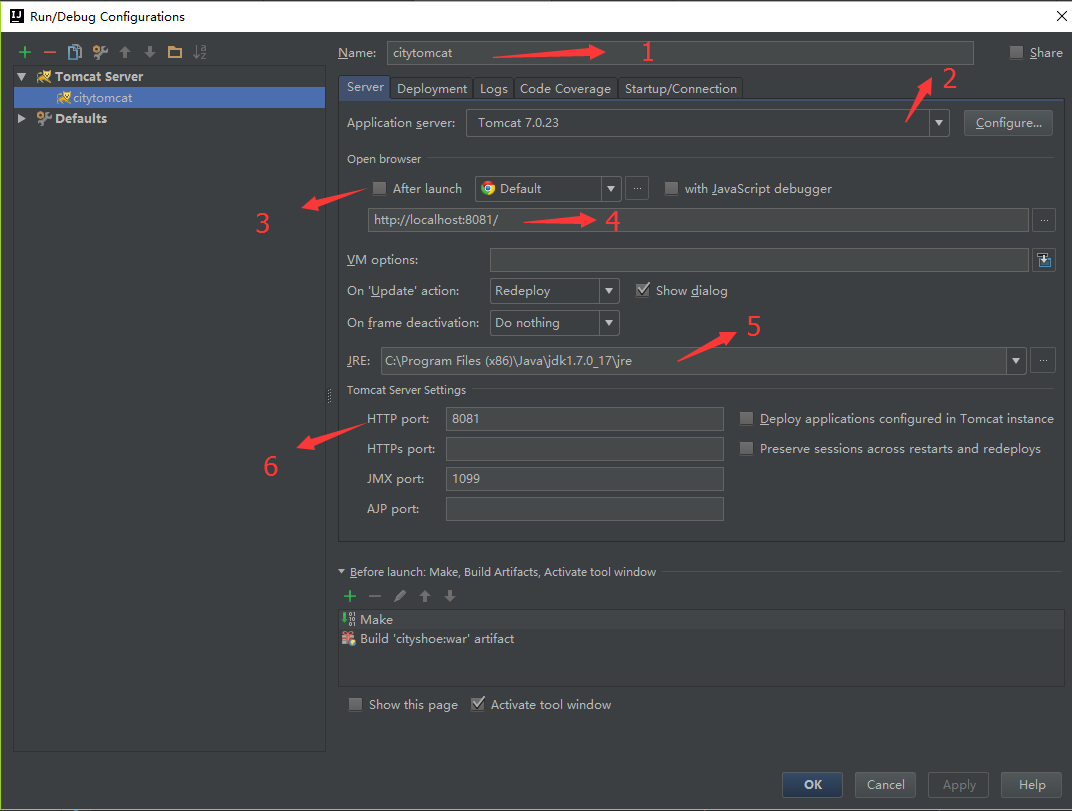 Run/Debug Configurations
Name: citytomcat 1 Share
Tomcat Server
citytomcat
Defaults
Server Deployment Logs Code Coverage Startup/Connection 2
Application server: Tomcat 7.0.23 Configure...
Open browser
After launch Default ... with JavaScript debugger
3 http://localhost:8081/ 4 ...
VM options:
On 'Update' action: Redeploy Show dialog
On frame deactivation: Do nothing 5
JRE: C:\Program Files (x86)\Java\jdk1.7.0_17\jre ...
Tomcat Server Settings
HTTP port: 8081 Deploy applications configured in Tomcat instance
HTTPs port: Preserve sessions across restarts and redeploys
6
JMX port: 1099
AJP port:
Before launch: Make, Build Artifacts, Activate tool window
Make
Build 'cityshoe:war' artifact
Show this page Activate tool window
OK Cancel Apply Help